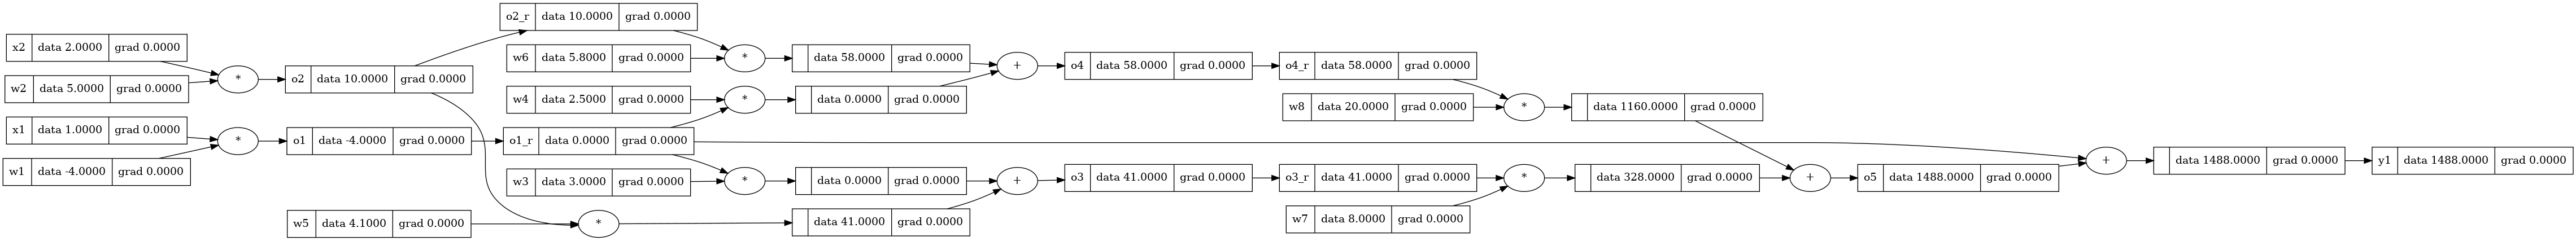 o2_r data 10.0000 grad 0.0000
x2 data 2.0000 grad 0.0000
w6 data 5.8000 grad 0.0000
*
data 58.0000 grad 0.0000
+
o4 data 58.0000 grad 0.0000
o4_r data 58.0000 grad 0.0000
w2 data 5.0000 grad 0.0000
*
o2 data 10.0000 grad 0.0000
w4 data 2.5000 grad 0.0000
*
data 0.0000 grad 0.0000
w8 data 20.0000 grad 0.0000
*
data 1160.0000 grad 0.0000
x1 data 1.0000 grad 0.0000
*
o1 data -4.0000 grad 0.0000
o1_r data 0.0000 grad 0.0000
w1 data -4.0000 grad 0.0000
w3 data 3.0000 grad 0.0000
*
data 0.0000 grad 0.0000
+
o3 data 41.0000 grad 0.0000
o3_r data 41.0000 grad 0.0000
*
data 328.0000 grad 0.0000
+
o5 data 1488.0000 grad 0.0000
+
data 1488.0000 grad 0.0000
y1 data 1488.0000 grad 0.0000
w5 data 4.1000 grad 0.0000
*
data 41.0000 grad 0.0000
w7 data 8.0000 grad 0.0000